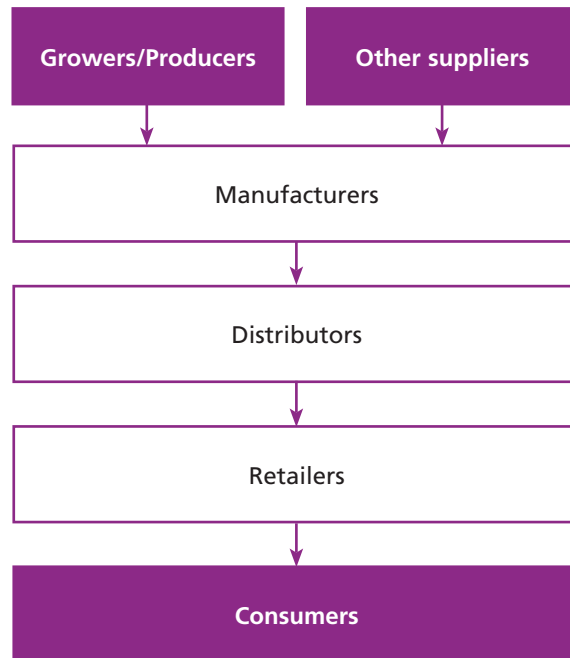 Growers/Producers
Other suppliers
Manufacturers
Distributors
Retailers
Consumers